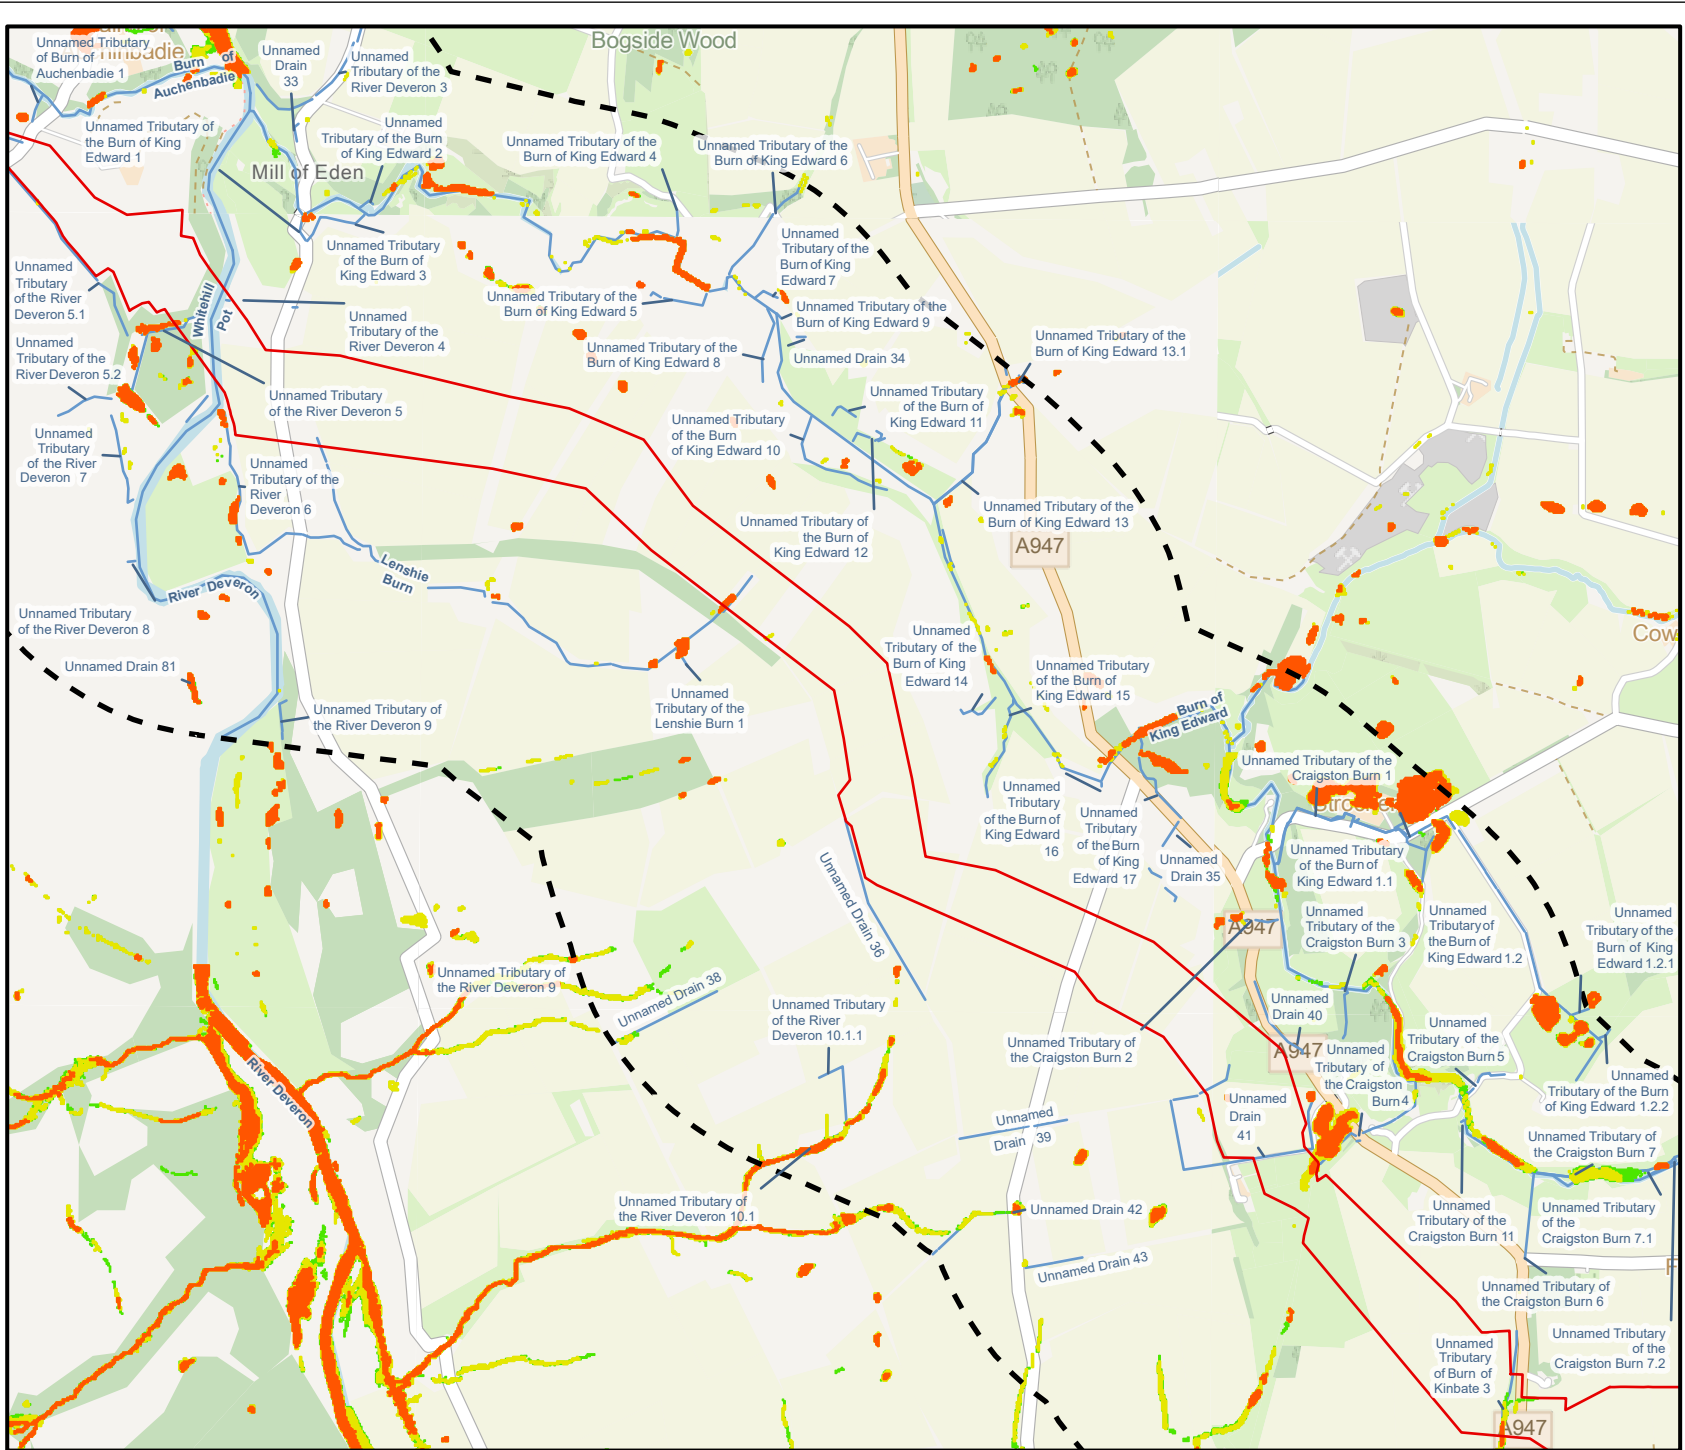 Bogside Wood
Unnamed Tributary
of Burn of
Auchenbadie 1
Burn of
Auchenbadie
Unnamed
Drain
33
Unnamed
Tributary of the
River Deveron 3
Unnamed Tributary of
the Burn of King
Edward 1
Unnamed
Tributary of the Burn
of King Edward 2
Mill of Eden
Unnamed Tributary of the
Burn of King Edward 4
Unnamed Tributary of the
Burn of King Edward 6
Unnamed Tributary
of the Burn of
King Edward 3
Unnamed
Tributary of the
Burn of King
Edward 7
Unnamed
Tributary
of the River
Deveron 5.1
Whitehill
Pot
Unnamed
Tributary of the
River Deveron 4
Unnamed Tributary of the
Burn of King Edward 5
Unnamed Tributary of the
Burn of King Edward 9
Unnamed Tributary of the
Burn of King Edward 13.1
Unnamed
Tributary of the
River Deveron 5.2
Unnamed Tributary of the
Burn of King Edward 8
Unnamed Drain 34
Unnamed Tributary
of the River Deveron 5
Unnamed Tributary
of the Burn of
King Edward 11
Unnamed Tributary
of the Burn
of King Edward 10
Unnamed
Tributary
of the River
Deveron 7
Unnamed
Tributary of the
River
Deveron 6
Unnamed Tributary of the
Burn of King Edward 13
Unnamed Tributary of
the Burn of
King Edward 12
A947
Lenshie
Burn
River Deveron
Unnamed Tributary
of the River Deveron 8
Cow
Unnamed
Tributary of the
Burn of King
Edward 14
Unnamed Drain 81
Unnamed Tributary
of the Burn of
King Edward 15
Unnamed
Tributary of the
Lenshie Burn 1
Burn of
King Edward
Unnamed Tributary of
the River Deveron 9
Unnamed Tributary of the
Craigston Burn 1
Unnamed
Tributary
of the Burn of
King Edward
16
Unnamed
Tributary
of the Burn
of King
Edward 17
Unnamed
Drain 35
Unnamed Tributary
of the Burn of
King Edward 1.1
Unnamed Drain 36
A947
Unnamed
Tributary of the
Craigston Burn 3
Unnamed
Tributary of
the Burn of
King Edward 1.2
Unnamed
Tributary of the
Burn of King
Edward 1.2.1
Unnamed Tributary of
the River Deveron 9
Unnamed Drain 38
Unnamed Tributary
of the River
Deveron 10.1.1
Unnamed Tributary of
the Craigston Burn 2
Unnamed
Drain 40
A947
Unnamed
Tributary of
the Craigston
Burn 4
Unnamed
Tributary of the
Craigston Burn 5
Unnamed
Tributary of the Burn
of King Edward 1.2.2
River Deveron
Unnamed
Drain 39
Unnamed
Drain
41
Unnamed Tributary of
the Craigston Burn 7
Unnamed Tributary of
the River Deveron 10.1
Unnamed Drain 42
Unnamed
Tributary of the
Craigston Burn 11
Unnamed Tributary
of the
Craigston Burn 7.1
Unnamed Drain 43
Unnamed Tributary of
the Craigston Burn 6
Unnamed
Tributary
of Burn of
Kinbate 3
Unnamed Tributary
of the
Craigston Burn 7.2
A947